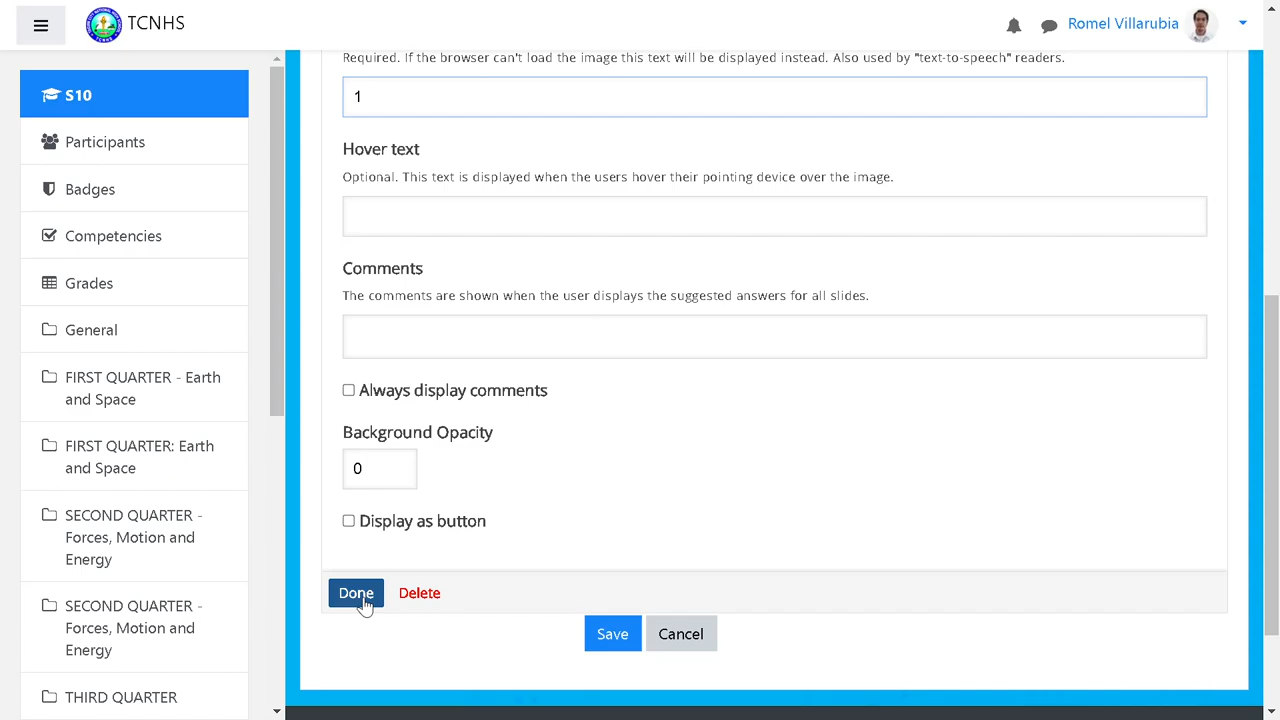 TCNHS
Romel Villarubia
S10
Participants
Badges
Competencies
Grades
General
FIRST QUARTER - Earth
and Space
FIRST QUARTER: Earth
and Space
SECOND QUARTER -
Forces, Motion and
Energy
SECOND QUARTER -
Forces, Motion and
Energy
THIRD QUARTER
Required. If the browser can't load the image this text will be displayed instead. Also used by "text-to-speech" readers.
1
Hover text
Optional. This text is displayed when the users hover their pointing device over the image.
Comments
The comments are shown when the user displays the suggested answers for all slides.
Always display comments
Background Opacity
0
Display as button
Done Delete
Save Cancel